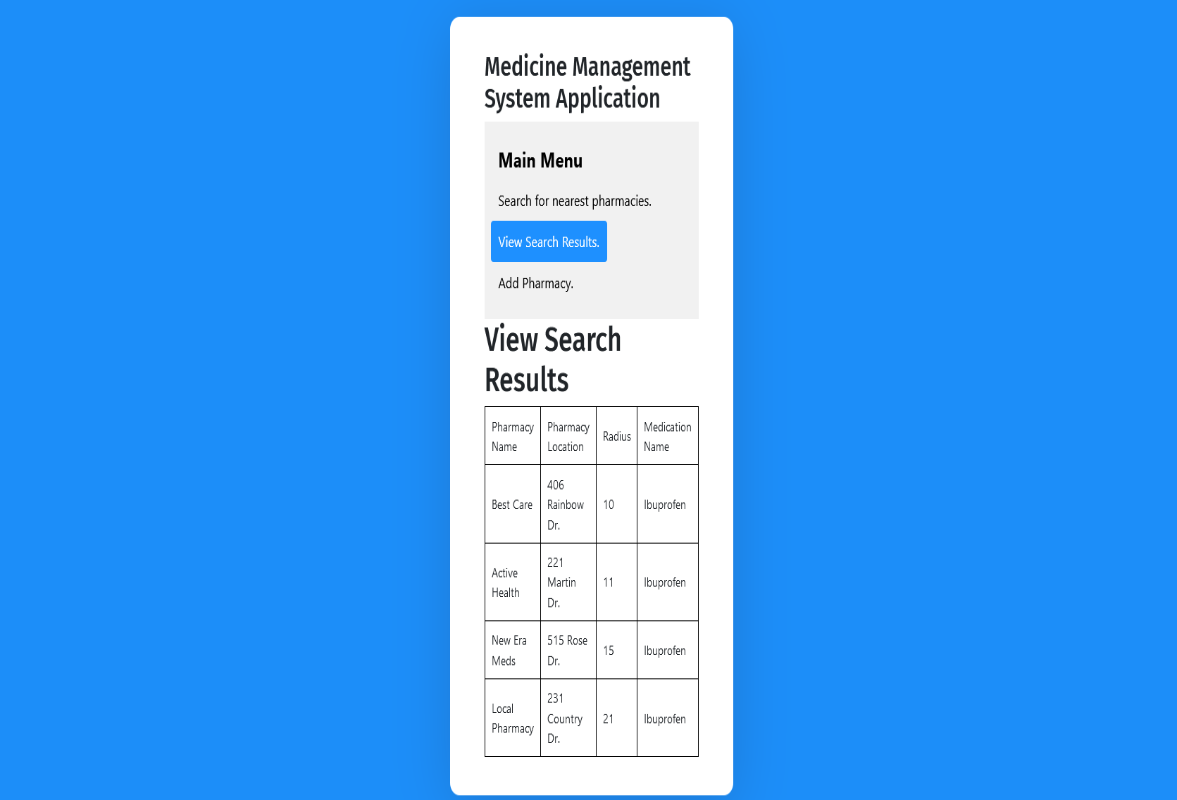 Medicine Management
System Application
Main Menu
Search for nearest pharmacies.
View Search Results.
Add Pharmacy.
View Search
Results
Pharmacy Name Pharmacy Location Radius Medication Name
Best Care 406 Rainbow Dr. 10 Ibuprofen
Active Health 221 Martin Dr. 11 Ibuprofen
New Era Meds 515 Rose Dr. 15 Ibuprofen
Local Pharmacy 231 Country Dr. 21 Ibuprofen